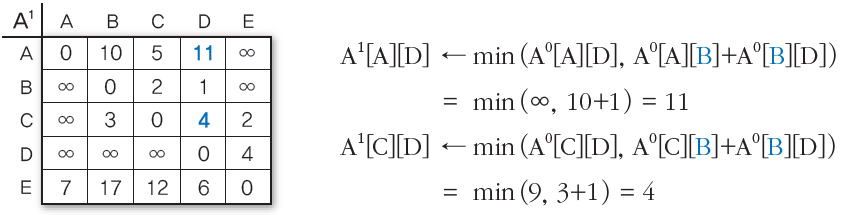 A¹ A B C D E
A 0 10 5 11 ∞
B ∞ 0 2 1 ∞
C ∞ 3 0 4 2
D ∞ ∞ ∞ 0 4
E 7 17 12 6 0
A¹[A][D] ← min (A⁰[A][D], A⁰[A][B]+A⁰[B][D])
= min (∞, 10+1) = 11
A¹[C][D] ← min (A⁰[C][D], A⁰[C][B]+A⁰[B][D])
= min (9, 3+1) = 4